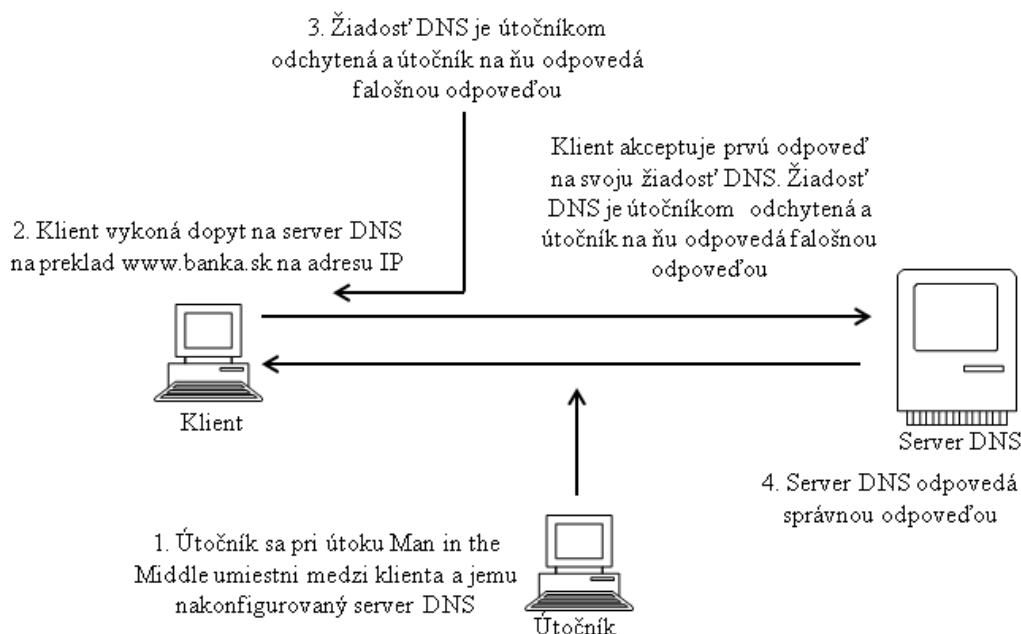 3. Žiadosť DNS je útočníkom
odchytená a útočník na ňu odpovedá
falošnou odpoveďou
Klient akceptuje prvú odpoveď
na svoju žiadosť DNS. Žiadosť
DNS je útočníkom odchytená a
útočník na ňu odpovedá falošnou
odpoveďou
2. Klient vykoná dopyt na server DNS
na preklad www.banka.sk na adresu IP
Klient
Server DNS
4. Server DNS odpovedá
správnou odpoveďou
1. Útočník sa pri útoku Man in the
Middle umiestni medzi klienta a jemu
nakonfigurovaný server DNS
Útočník